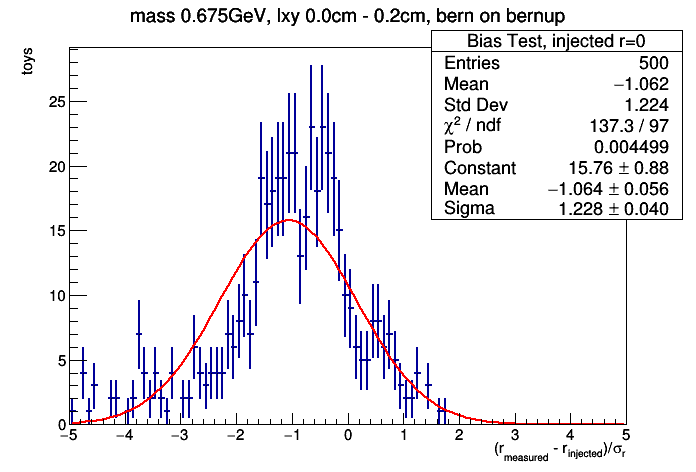 mass 0.675GeV, lxy 0.0cm - 0.2cm, bern on bernup
Bias Test, injected r=0
Entries 500
Mean −1.062
Std Dev 1.224
χ² / ndf 137.3 / 97
Prob 0.004499
Constant 15.76 ± 0.88
Mean −1.064 ± 0.056
Sigma 1.228 ± 0.040
toys
25
20
15
10
5
0
−5 −4 −3 −2 −1 0 1 2 3 4 5
(r_measured - r_injected)/σ_r